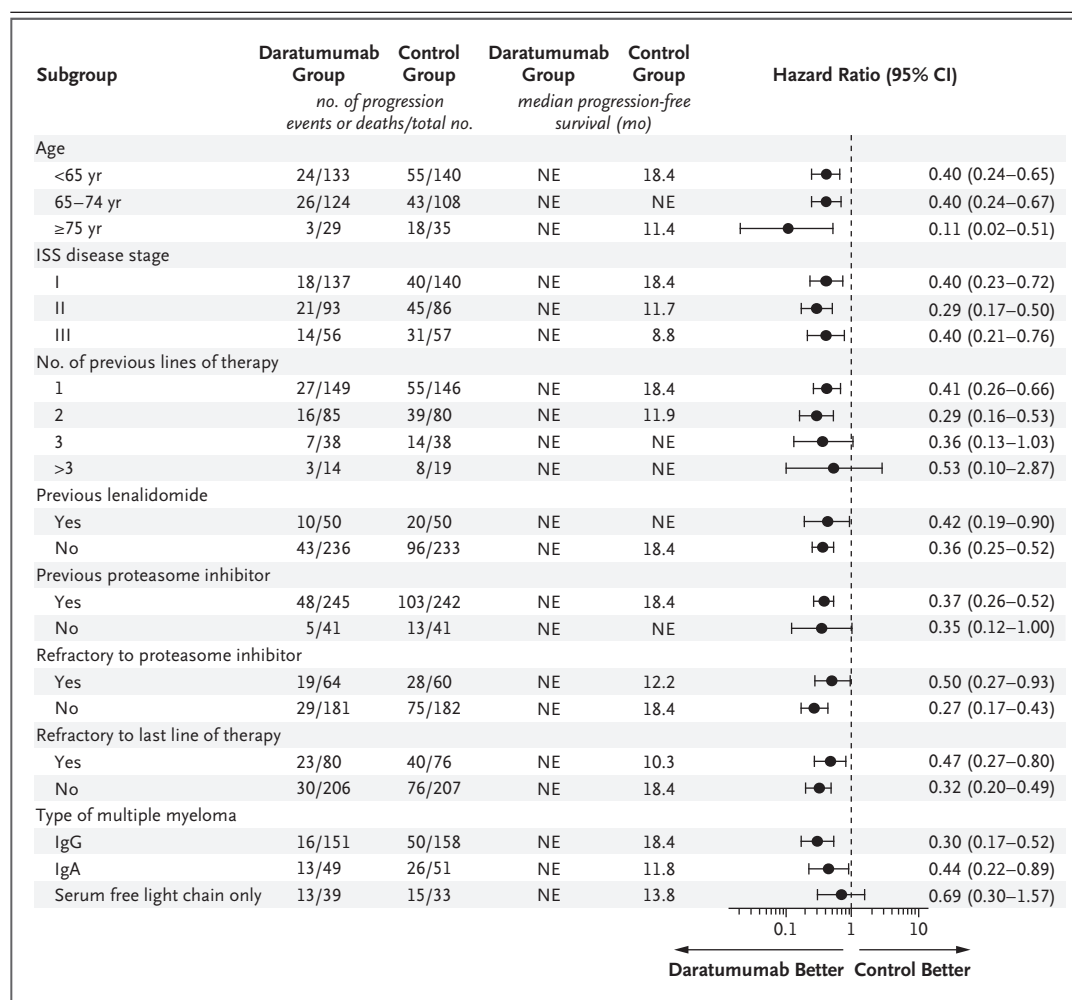 Subgroup Daratumumab Group Control Group Daratumumab Group Control Group Hazard Ratio (95% CI)
no. of progression events or deaths/total no. median progression-free survival (mo)
Age
<65 yr 24/133 55/140 NE 18.4 0.40 (0.24–0.65)
65–74 yr 26/124 43/108 NE NE 0.40 (0.24–0.67)
≥75 yr 3/29 18/35 NE 11.4 0.11 (0.02–0.51)
ISS disease stage
I 18/137 40/140 NE 18.4 0.40 (0.23–0.72)
II 21/93 45/86 NE 11.7 0.29 (0.17–0.50)
III 14/56 31/57 NE 8.8 0.40 (0.21–0.76)
No. of previous lines of therapy
1 27/149 55/146 NE 18.4 0.41 (0.26–0.66)
2 16/85 39/80 NE 11.9 0.29 (0.16–0.53)
3 7/38 14/38 NE NE 0.36 (0.13–1.03)
>3 3/14 8/19 NE NE 0.53 (0.10–2.87)
Previous lenalidomide
Yes 10/50 20/50 NE NE 0.42 (0.19–0.90)
No 43/236 96/233 NE 18.4 0.36 (0.25–0.52)
Previous proteasome inhibitor
Yes 48/245 103/242 NE 18.4 0.37 (0.26–0.52)
No 5/41 13/41 NE NE 0.35 (0.12–1.00)
Refractory to proteasome inhibitor
Yes 19/64 28/60 NE 12.2 0.50 (0.27–0.93)
No 29/181 75/182 NE 18.4 0.27 (0.17–0.43)
Refractory to last line of therapy
Yes 23/80 40/76 NE 10.3 0.47 (0.27–0.80)
No 30/206 76/207 NE 18.4 0.32 (0.20–0.49)
Type of multiple myeloma
IgG 16/151 50/158 NE 18.4 0.30 (0.17–0.52)
IgA 13/49 26/51 NE 11.8 0.44 (0.22–0.89)
Serum free light chain only 13/39 15/33 NE 13.8 0.69 (0.30–1.57)
0.1 1 10
Daratumumab Better Control Better